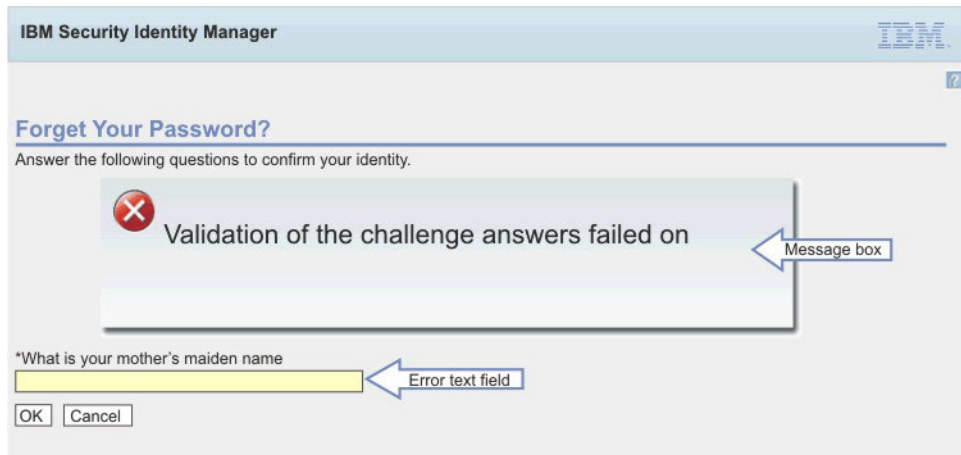 IBM Security Identity Manager
IBM.
?
Forget Your Password?
Answer the following questions to confirm your identity.
Validation of the challenge answers failed on
Message box
*What is your mother's maiden name
Error text field
OK Cancel